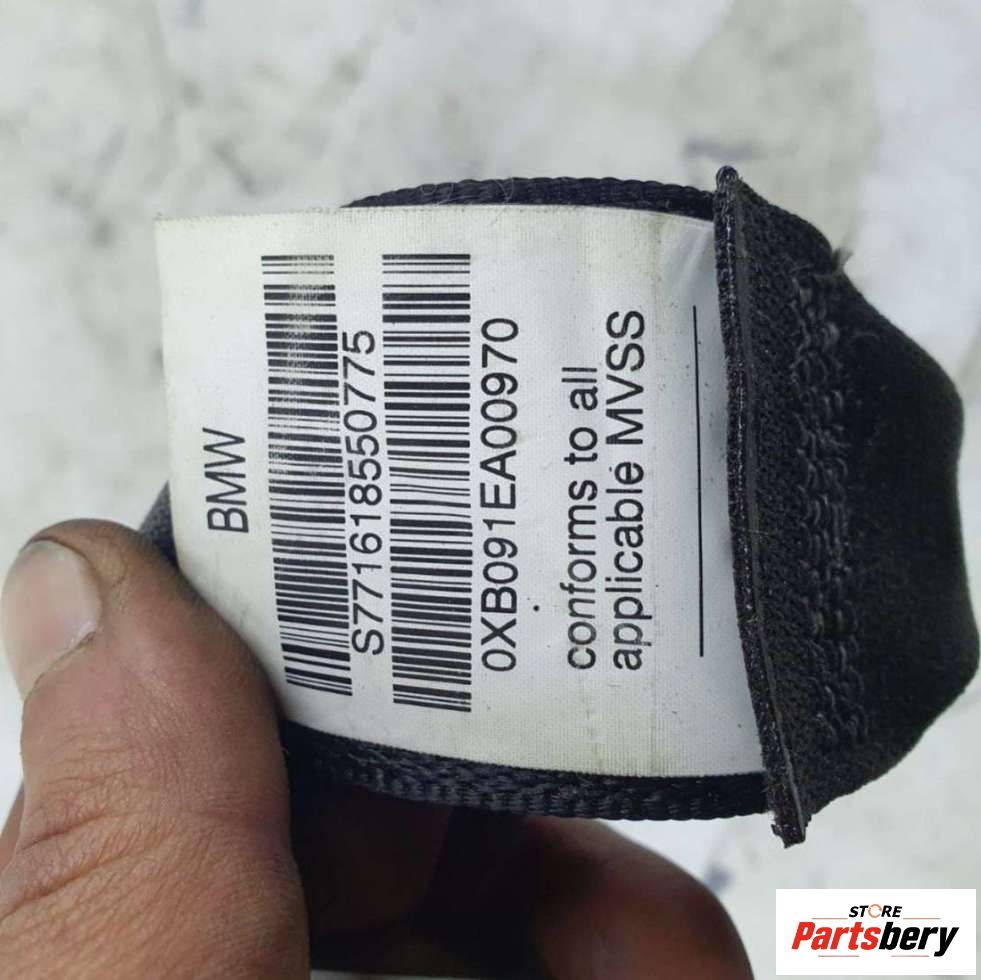 BMW
S771618550775
0XB091EA00970
conforms to all
applicable MVSS
STORE
Partsbery